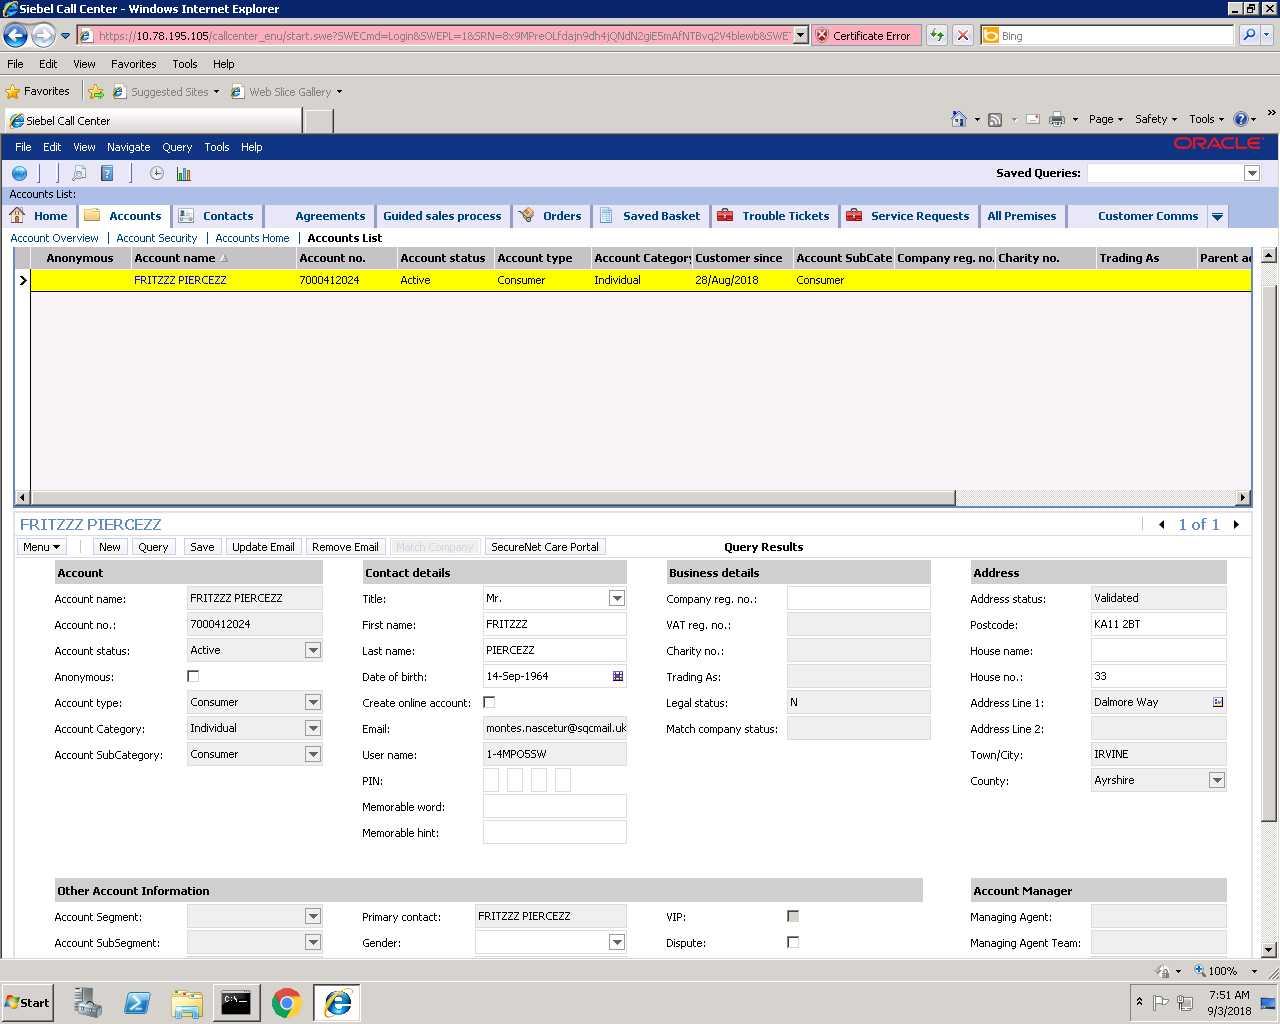 Siebel Call Center - Windows Internet Explorer
https://10.78.195.105/callcenter_enu/start.swe?SWECmd=Login&SWEPL=1&SRN= Certificate Error Bing
File Edit View Favorites Tools Help
Favorites Suggested Sites Web Slice Gallery
Siebel Call Center Page Safety Tools
File Edit View Navigate Query Tools Help ORACLE
Saved Queries:
Accounts List:
Home Accounts Contacts Agreements Guided sales process Orders Saved Basket Trouble Tickets Service Requests All Premises Customer Comms
Account Overview Account Security Accounts Home Accounts List
Anonymous Account name Account no. Account status Account type Account Category Customer since Account SubCate Company reg. no. Charity no. Trading As Parent ac
FRITZZZ PIERCEZZ 7000412024 Active Consumer Individual 28/Aug/2018 Consumer
FRITZZZ PIERCEZZ 1 of 1
Menu New Query Save Update Email Remove Email Match Company SecureNet Care Portal Query Results
Account Contact details Business details Address
Account name: FRITZZZ PIERCEZZ Title: Mr. Company reg. no.: Address status: Validated
Account no.: 7000412024 First name: FRITZZZ VAT reg. no.: Postcode: KA11 2BT
Account status: Active Last name: PIERCEZZ Charity no.: House name:
Anonymous: Date of birth: 14-Sep-1964 Trading As: House no.: 33
Account type: Consumer Create online account: Legal status: N Address Line 1: Dalmore Way
Account Category: Individual Email: montes.nascetur@sqcmail.uk Match company status: Address Line 2:
Account SubCategory: Consumer User name: 1-4MPO5SW Town/City: IRVINE
PIN: County: Ayrshire
Memorable word:
Memorable hint:
Other Account Information Account Manager
Account Segment: Primary contact: FRITZZZ PIERCEZZ VIP: Managing Agent:
Account SubSegment: Gender: Dispute: Managing Agent Team:
100%
Start 7:51 AM
9/3/2018